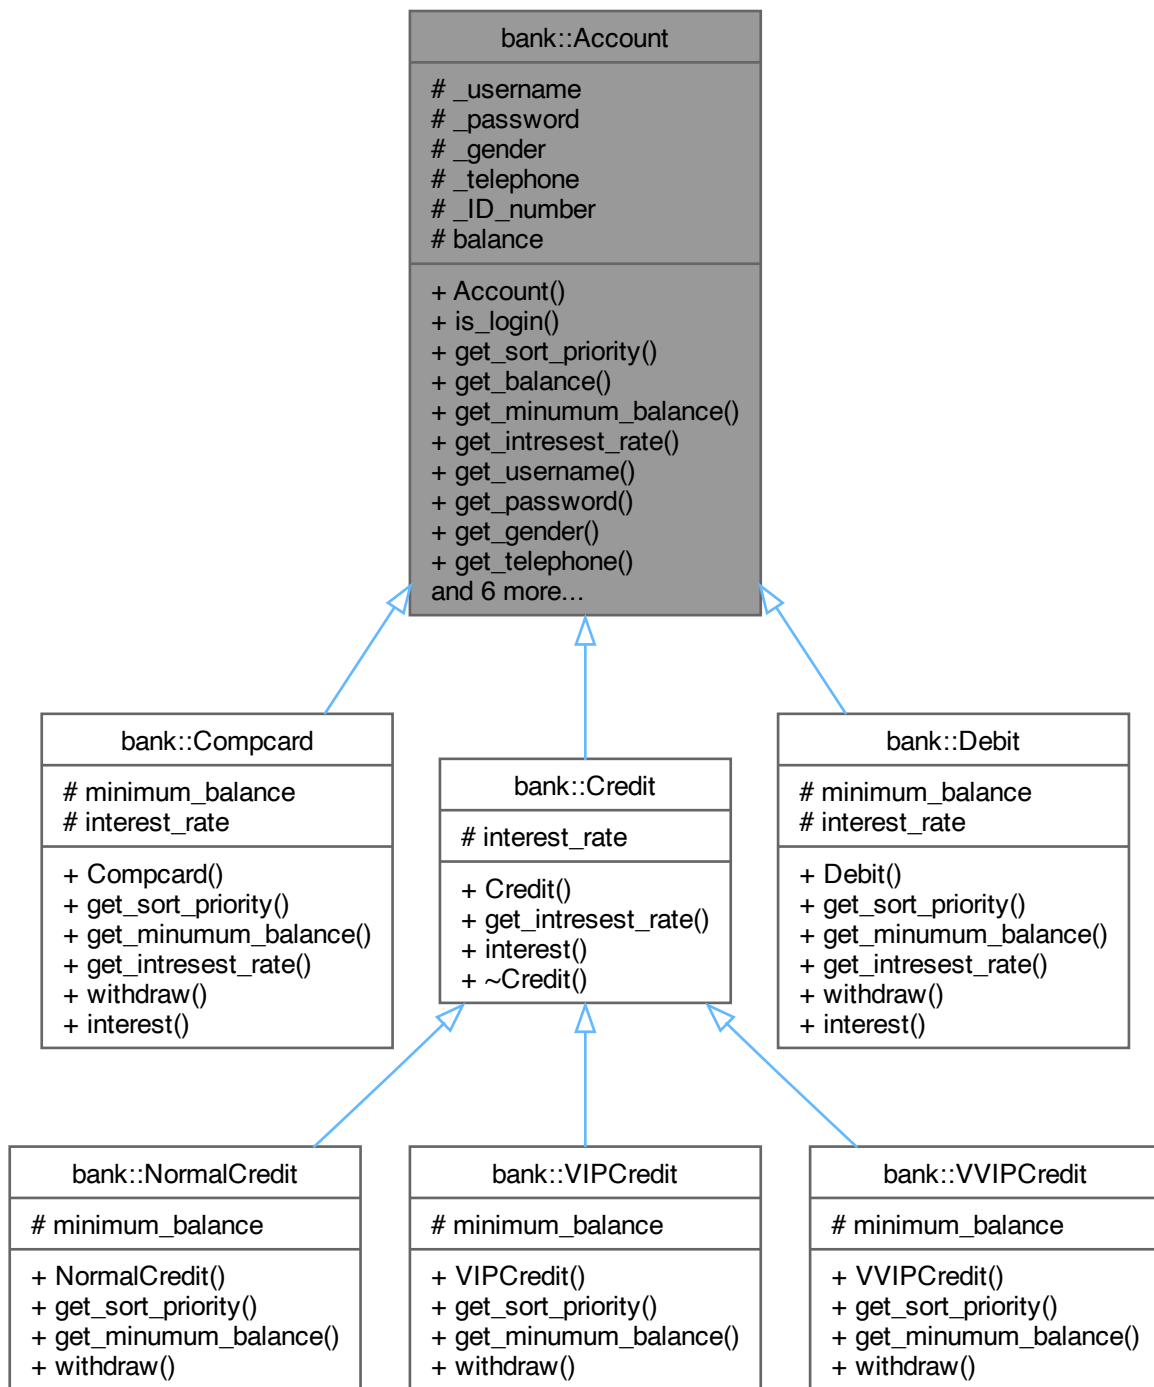 bank::Account
# _username
# _password
# _gender
# _telephone
# _ID_number
# balance
+ Account()
+ is_login()
+ get_sort_priority()
+ get_balance()
+ get_minumum_balance()
+ get_intresest_rate()
+ get_username()
+ get_password()
+ get_gender()
+ get_telephone()
and 6 more...
bank::Compcard
# minimum_balance
# interest_rate
+ Compcard()
+ get_sort_priority()
+ get_minumum_balance()
+ get_intresest_rate()
+ withdraw()
+ interest()
bank::Credit
# interest_rate
+ Credit()
+ get_intresest_rate()
+ interest()
+ ~Credit()
bank::Debit
# minimum_balance
# interest_rate
+ Debit()
+ get_sort_priority()
+ get_minumum_balance()
+ get_intresest_rate()
+ withdraw()
+ interest()
bank::NormalCredit
# minimum_balance
+ NormalCredit()
+ get_sort_priority()
+ get_minumum_balance()
+ withdraw()
bank::VIPCredit
# minimum_balance
+ VIPCredit()
+ get_sort_priority()
+ get_minumum_balance()
+ withdraw()
bank::VVIPCredit
# minimum_balance
+ VVIPCredit()
+ get_sort_priority()
+ get_minumum_balance()
+ withdraw()